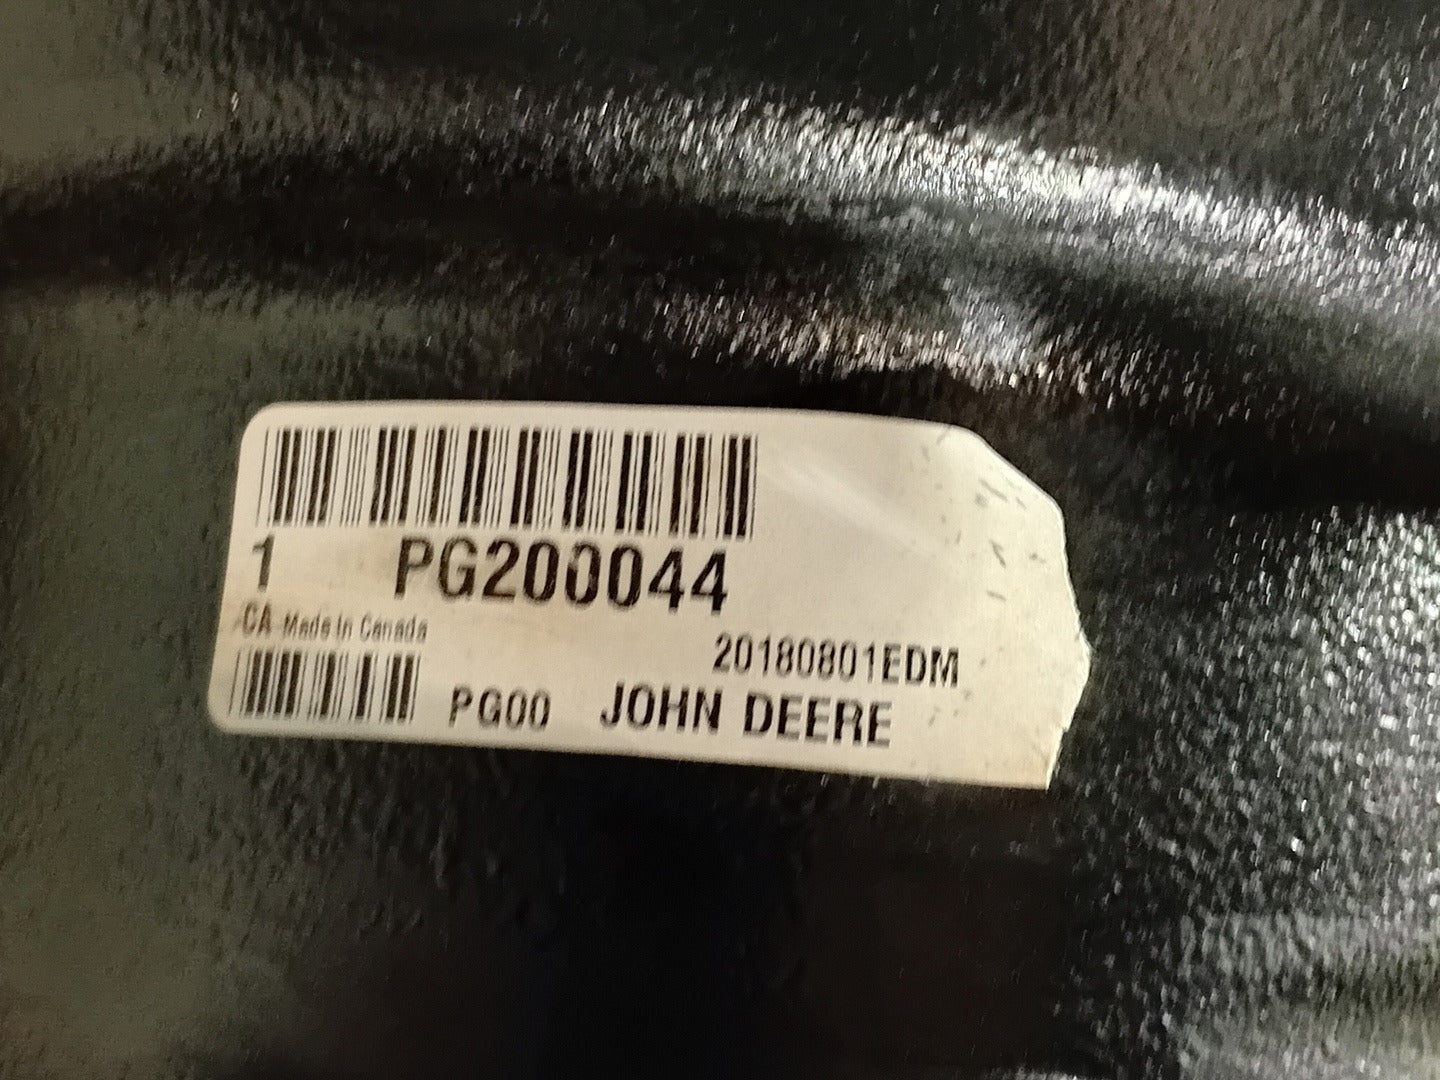 1 PG200044
CA Made In Canada
20180801EDM
PG00 JOHN DEERE